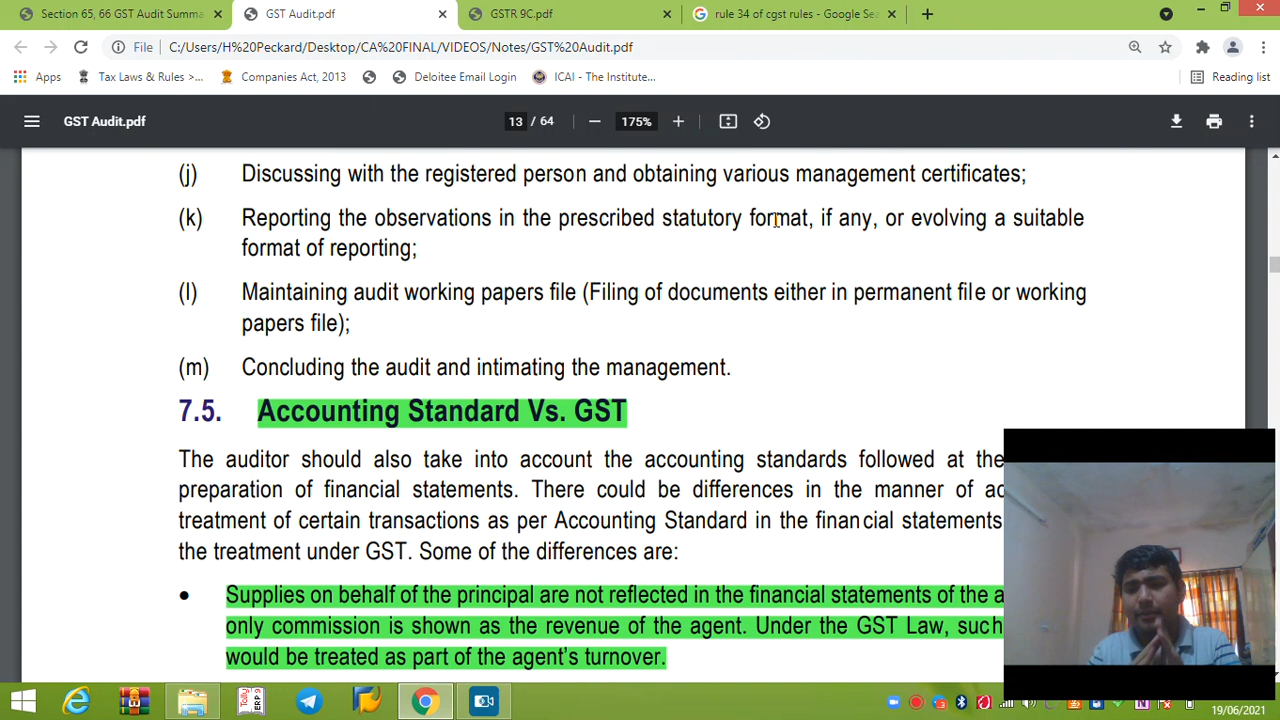 Section 65, 66 GST Audit Summa
GST Audit.pdf
GSTR 9C.pdf
rule 34 of cgst rules - Google Sea
File
C:/Users/H%20Peckard/Desktop/CA%20FINAL/VIDEOS/Notes/GST%20Audit.pdf
Apps
Tax Laws & Rules >...
Companies Act, 2013
Deloitee Email Login
ICAI - The Institute...
Reading list
GST Audit.pdf
13 / 64
175%
(j) Discussing with the registered person and obtaining various management certificates;
(k) Reporting the observations in the prescribed statutory format, if any, or evolving a suitable
format of reporting;
(l) Maintaining audit working papers file (Filing of documents either in permanent file or working
papers file);
(m) Concluding the audit and intimating the management.
7.5. Accounting Standard Vs. GST
The auditor should also take into account the accounting standards followed at the
preparation of financial statements. There could be differences in the manner of ac
treatment of certain transactions as per Accounting Standard in the financial statements
the treatment under GST. Some of the differences are:
• Supplies on behalf of the principal are not reflected in the financial statements of the a
only commission is shown as the revenue of the agent. Under the GST Law, such
would be treated as part of the agent's turnover.
Tally
ERP 9
19/06/2021